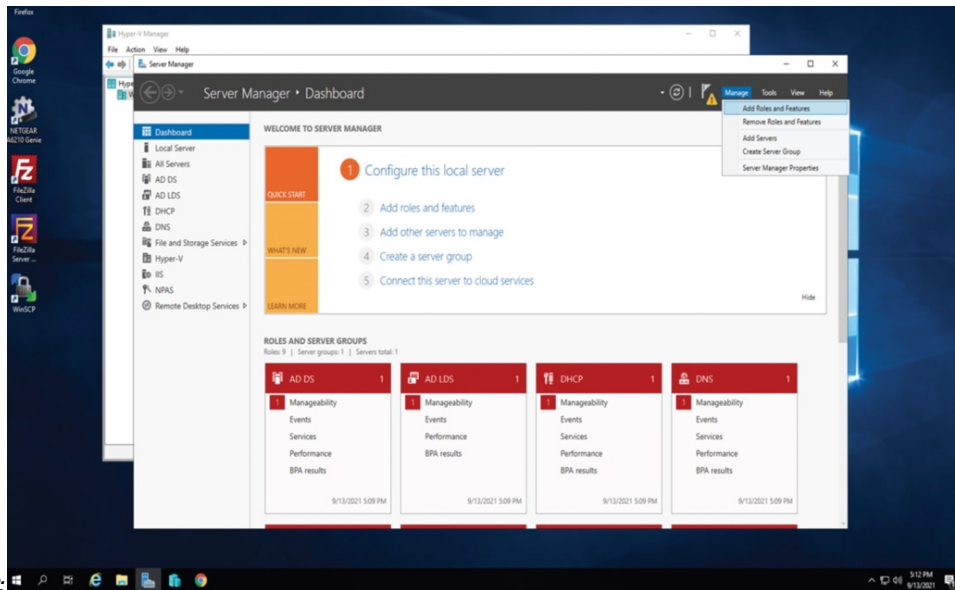 Firefox
Google
Chrome
NETGEAR
A6210 Genie
FileZilla
Client
FileZilla
Server ...
WinSCP
Hyper-V Manager
File Action View Help
Server Manager
Server Manager • Dashboard
Manage Tools View Help
Add Roles and Features
Remove Roles and Features
Add Servers
Create Server Group
Server Manager Properties
Dashboard
Local Server
All Servers
AD DS
AD LDS
DHCP
DNS
File and Storage Services
Hyper-V
IIS
NPAS
Remote Desktop Services
WELCOME TO SERVER MANAGER
QUICK START
WHAT'S NEW
LEARN MORE
1 Configure this local server
2 Add roles and features
3 Add other servers to manage
4 Create a server group
5 Connect this server to cloud services
Hide
ROLES AND SERVER GROUPS
Roles: 9 | Server groups: 1 | Servers total: 1
AD DS 1
1 Manageability
Events
Services
Performance
BPA results
9/13/2021 5:09 PM
AD LDS 1
1 Manageability
Events
Performance
BPA results
9/13/2021 5:09 PM
DHCP 1
1 Manageability
Events
Services
Performance
BPA results
9/13/2021 5:09 PM
DNS 1
1 Manageability
Events
Services
Performance
BPA results
9/13/2021 5:09 PM
5:12 PM
9/13/2021